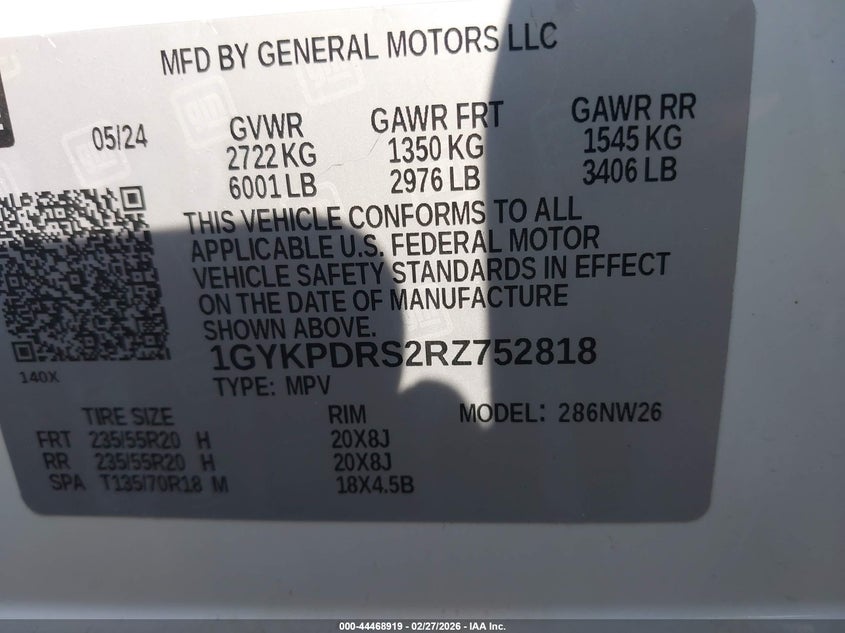 MFD BY GENERAL MOTORS LLC
05/24 GVWR GAWR FRT GAWR RR
2722 KG 1350 KG 1545 KG
6001 LB 2976 LB 3406 LB
THIS VEHICLE CONFORMS TO ALL
APPLICABLE U.S. FEDERAL MOTOR
VEHICLE SAFETY STANDARDS IN EFFECT
ON THE DATE OF MANUFACTURE
SHOWN ABOVE.
1GYKPDRS2RZ752818
140X
TYPE: MPV
TIRE SIZE RIM MODEL: 286NW26
FRT 235/55R20 H 20X8J
RR 235/55R20 H 20X8J
SPA T135/70R18 M 18X4.5B
000-44468919 / 02/27/2026 - IAA Inc.